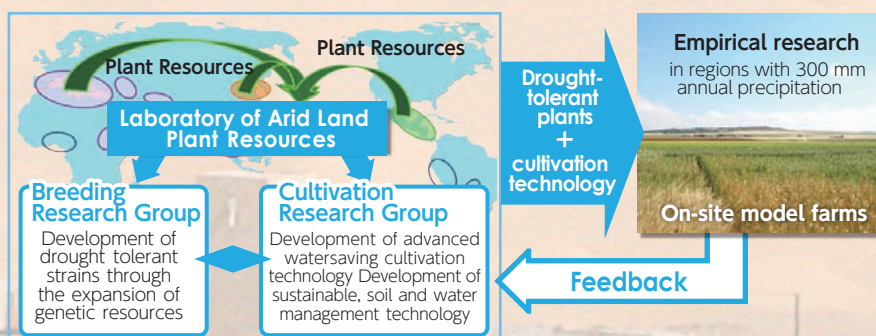 Plant Resources
Plant Resources
Laboratory of Arid Land
Plant Resources
Breeding
Research Group
Development of
drought tolerant
strains through
the expansion of
genetic resources
Cultivation
Research Group
Development of advanced
watersaving cultivation
technology Development of
sustainable, soil and water
management technology
Drought-
tolerant
plants
+
cultivation
technology
Empirical research
in regions with 300 mm
annual precipitation
On-site model farms
Feedback